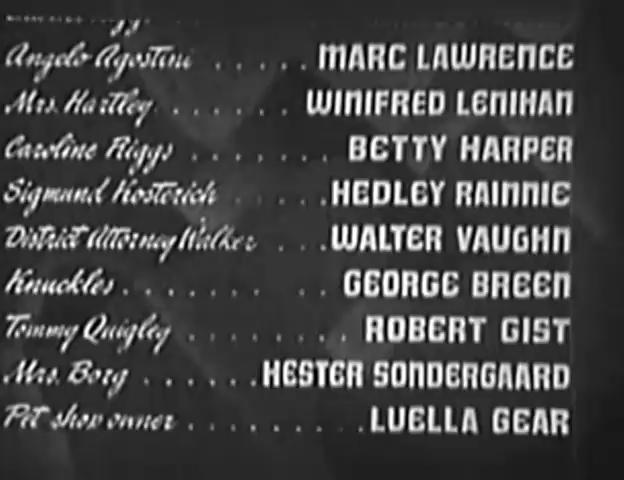 Angelo Agostini ..... MARC LAWRENCE
Mrs. Hartley ....... WINIFRED LENIHAN
Caroline Riggs ....... BETTY HARPER
Sigmund Kosterich ..... HEDLEY RAINNIE
District Attorney Walker ... WALTER VAUGHN
Knuckles ....... .. GEORGE BREEN
Tommy Quigley ........ ROBERT GIST
Mrs. Borg ...... HESTER SONDERGAARD
Pet shop owner ......... LUELLA GEAR